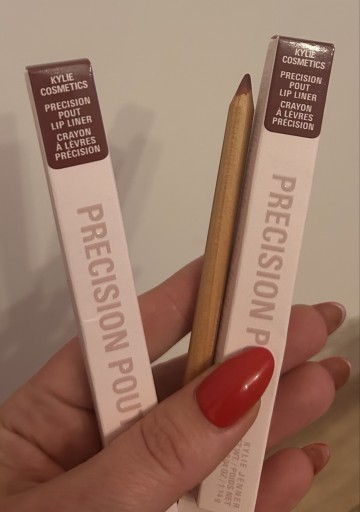 KYLIE
COSMETICS
PRECISION
POUT
LIP LINER
CRAYON
À LÈVRES
PRÉCISION
PRECISION POUT
KYLIE
COSMETICS
PRECISION
POUT
LIP LINER
CRAYON
À LÈVRES
PRÉCISION
PRECISION P
KYLIE JENNER